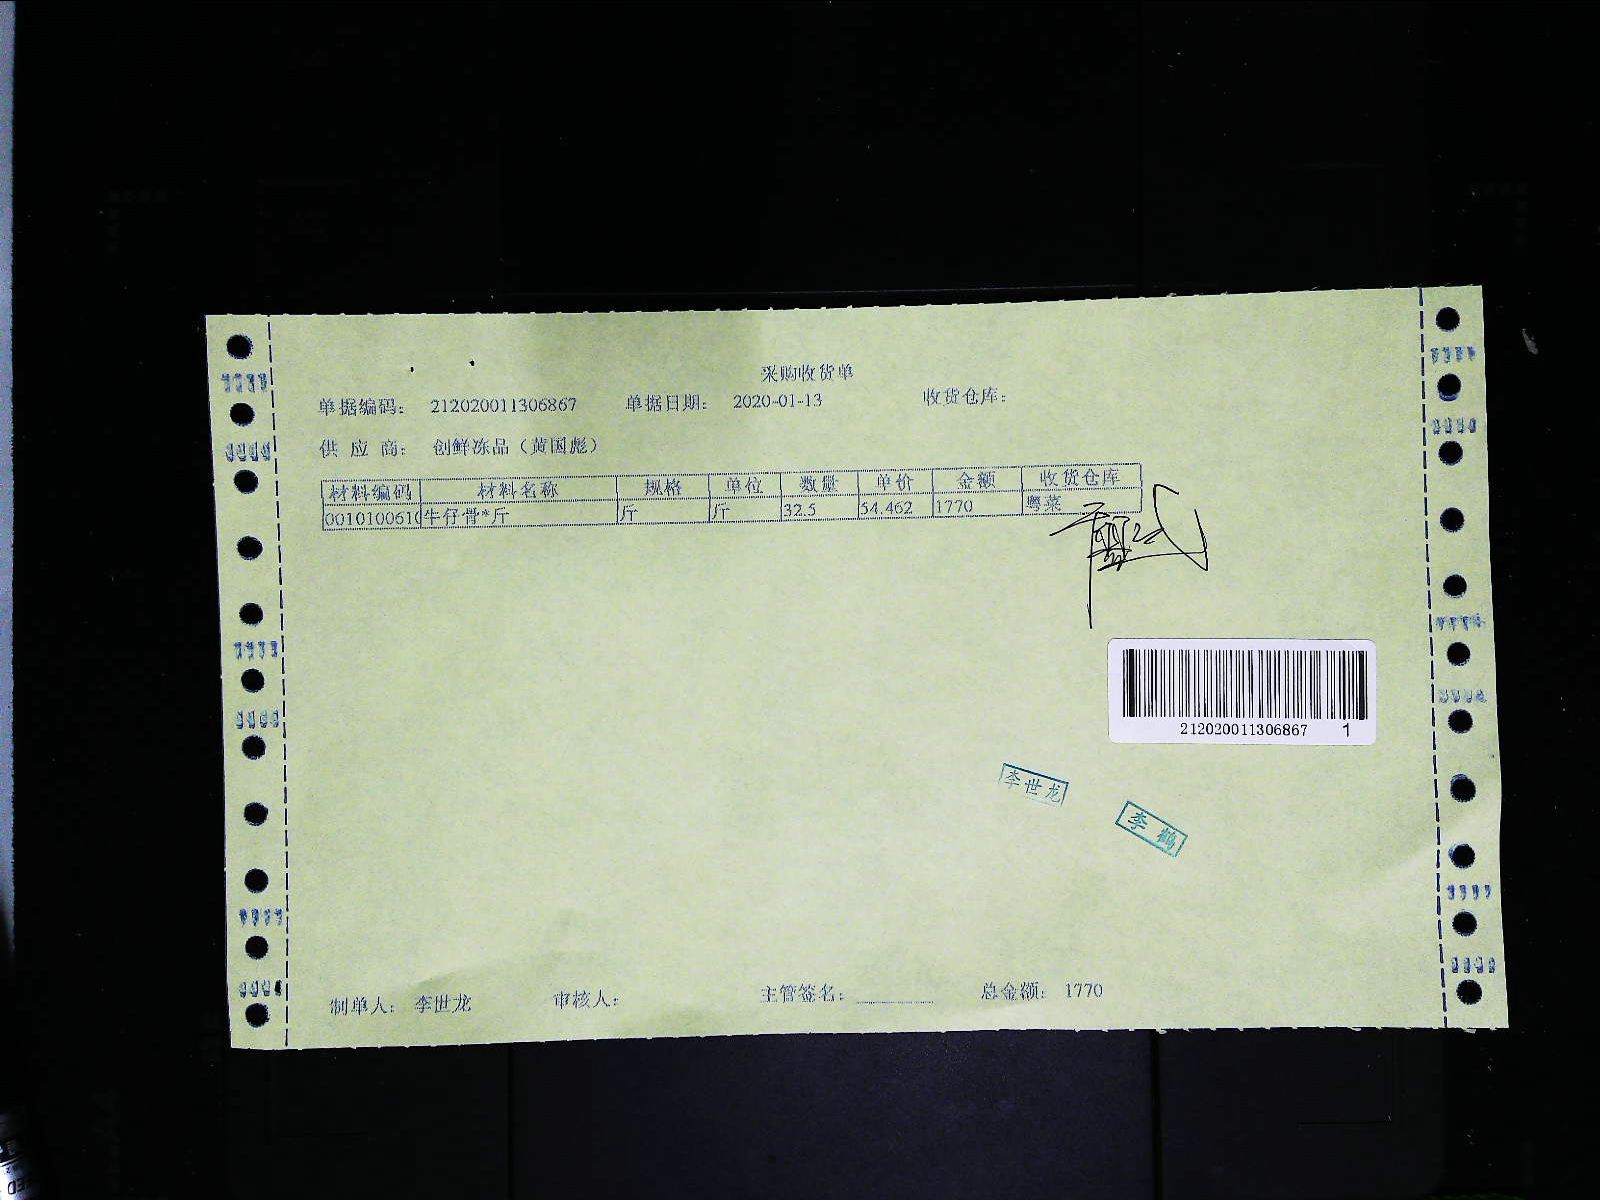 采购收货单
单据编码： 212020011306867 单据日期： 2020-01-13 收货仓库：
供 应 商： 创鲜冻品（黄国彪）
材料编码 材料名称 规格 单位 数量 单价 金额 收货仓库
0010100610 牛仔骨*斤 斤 斤 32.5 54.462 1770 粤菜
212020011306867 1
李世龙
李鹤
制单人： 李世龙 审核人： 主管签名： 总金额： 1770